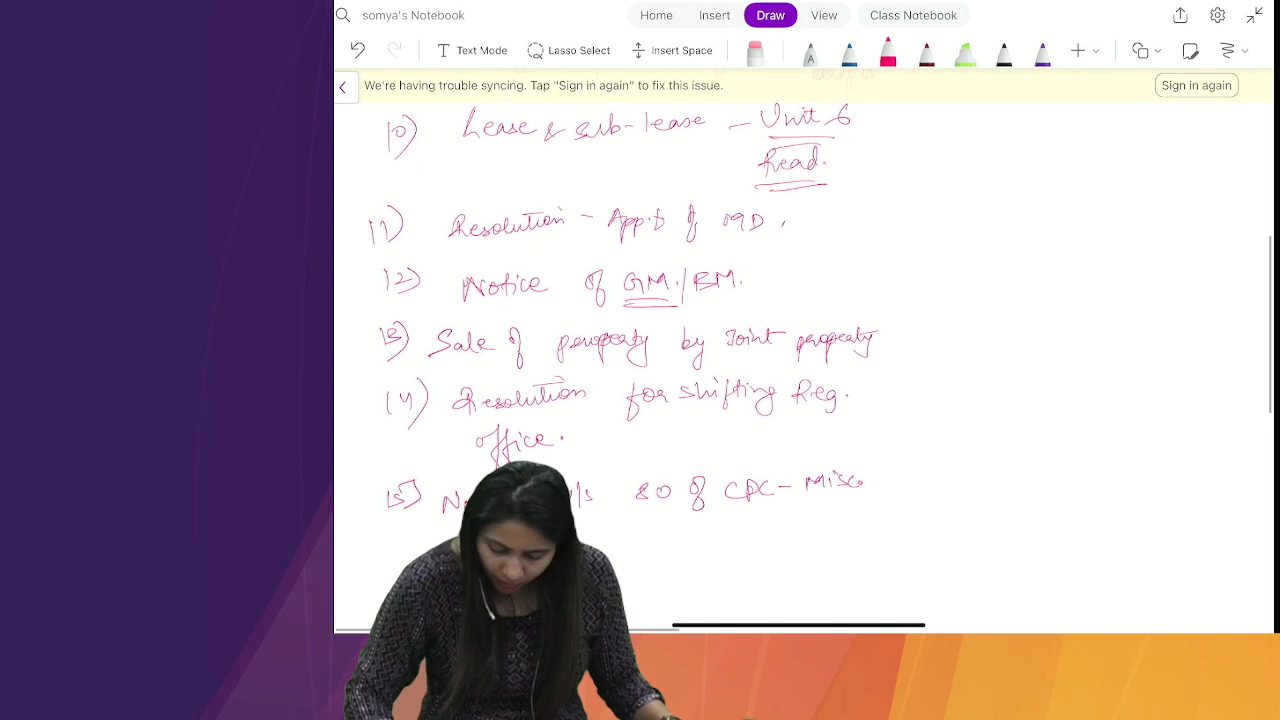 somya's Notebook
Home Insert Draw View Class Notebook
Text Mode Lasso Select Insert Space
We're having trouble syncing. Tap "Sign in again" to fix this issue. Sign in again
10) Lease & sub-lease - Unit 6
Read.
11) Resolution - App.t of MD.
12) Notice of GM./BM.
13) Sale of property by Joint property
14) Resolution for shifting Reg.
office.
15) u/s 80 of CPC - Misc.